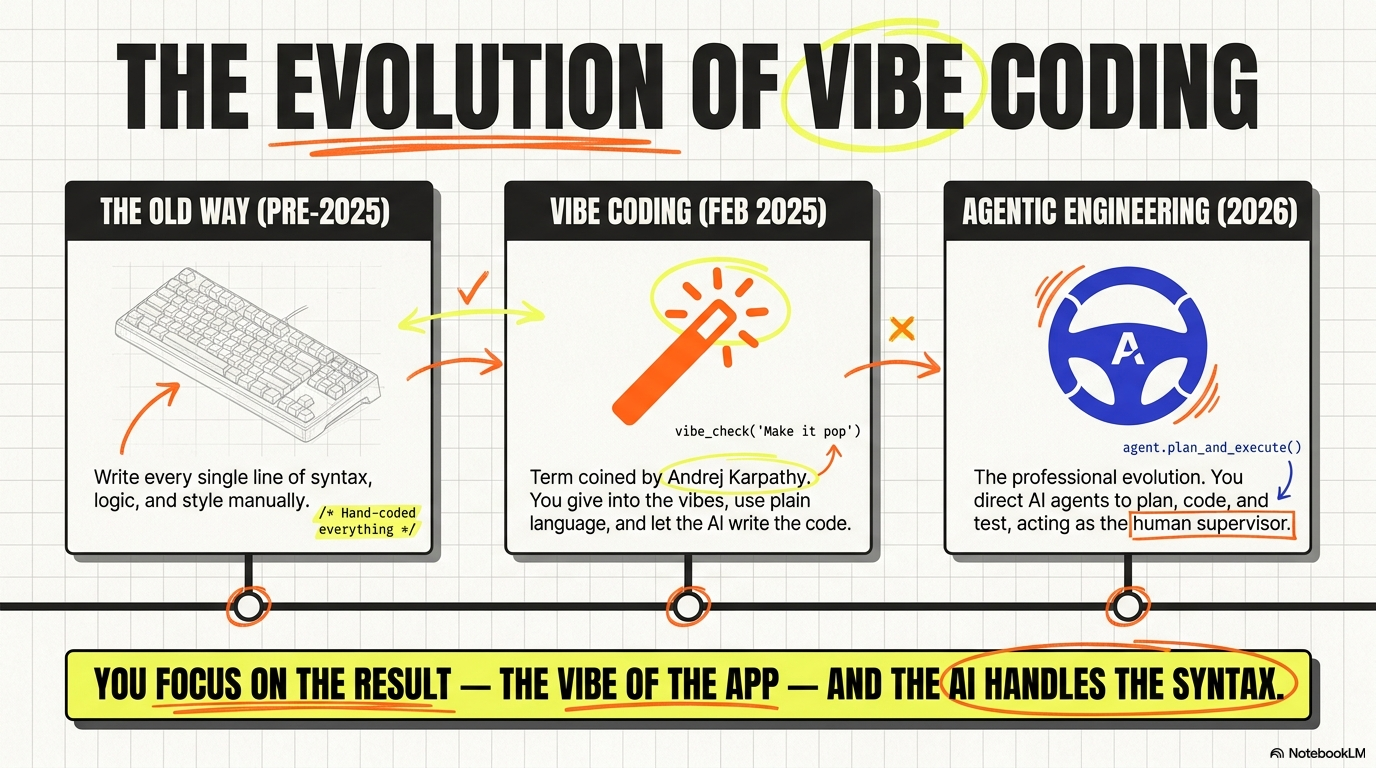 THE EVOLUTION OF VIBE CODING
THE OLD WAY (PRE-2025)
Write every single line of syntax,
logic, and style manually.
/* Hand-coded
everything */
VIBE CODING (FEB 2025)
vibe_check('Make it pop')
Term coined by Andrej Karpathy.
You give into the vibes, use plain
language, and let the AI write the code.
AGENTIC ENGINEERING (2026)
A
agent.plan_and_execute()
The professional evolution. You
direct AI agents to plan, code, and
test, acting as the human supervisor.
YOU FOCUS ON THE RESULT — THE VIBE OF THE APP — AND THE AI HANDLES THE SYNTAX.
NotebookLM